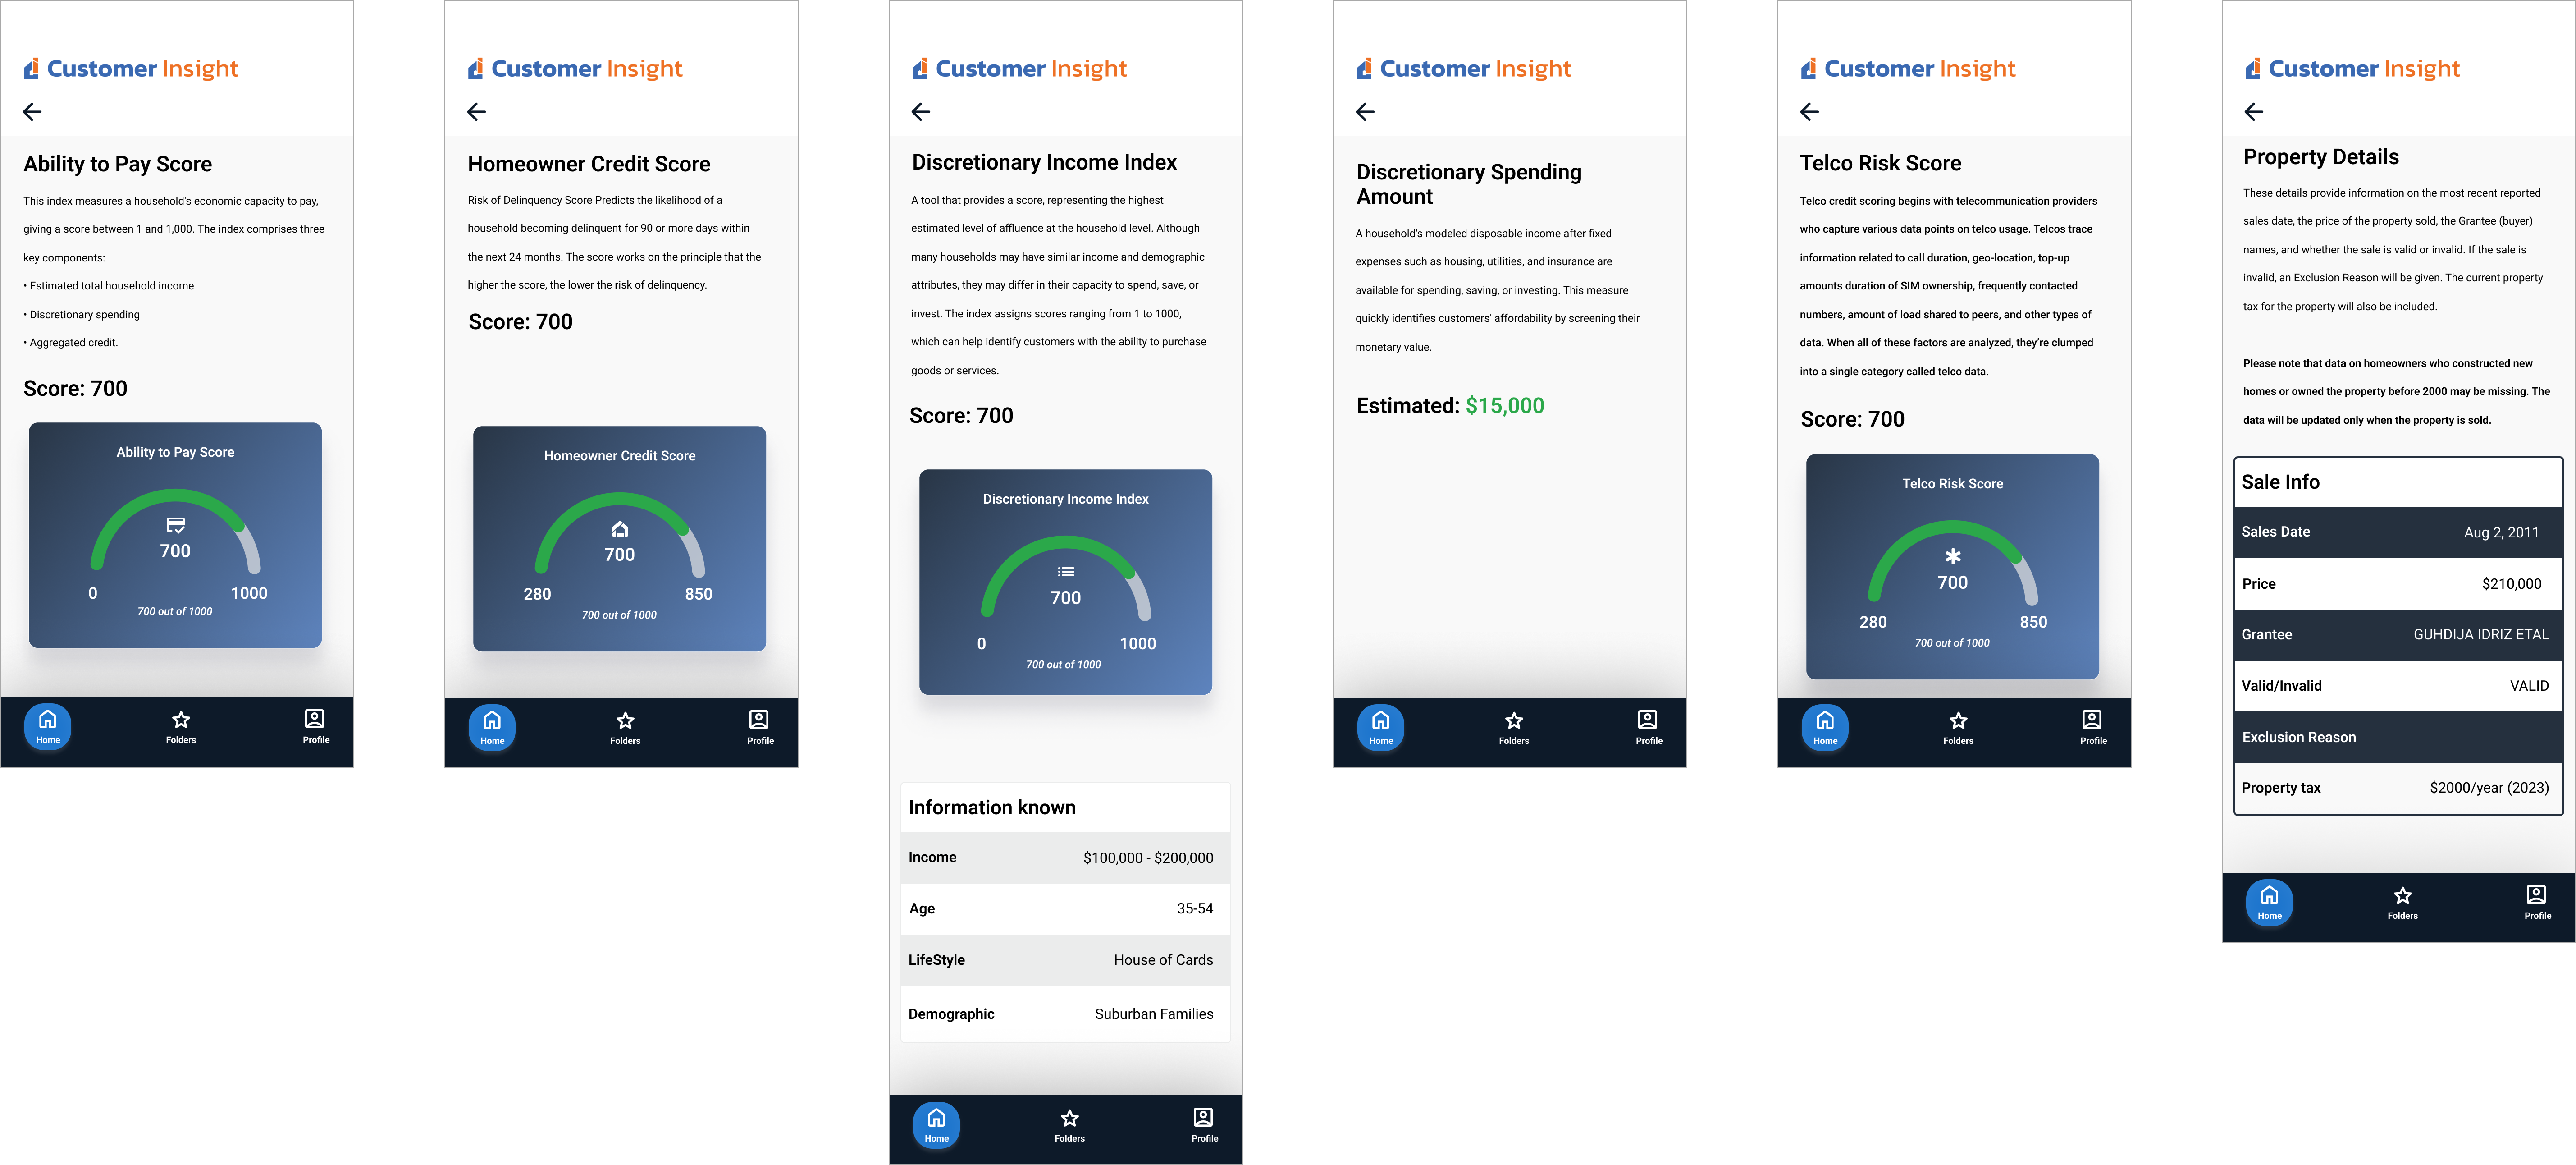 Customer Insight
Ability to Pay Score
This index measures a household's economic capacity to pay,
giving a score between 1 and 1,000. The index comprises three
key components:
• Estimated total household income
• Discretionary spending
• Aggregated credit.
Score: 700
Ability to Pay Score
700
0
1000
700 out of 1000
Home
Folders
Profile
Customer Insight
Homeowner Credit Score
Risk of Delinquency Score Predicts the likelihood of a
household becoming delinquent for 90 or more days within
the next 24 months. The score works on the principle that the
higher the score, the lower the risk of delinquency.
Score: 700
Homeowner Credit Score
700
280
850
700 out of 1000
Home
Folders
Profile
Customer Insight
Discretionary Income Index
A tool that provides a score, representing the highest
estimated level of affluence at the household level. Although
many households may have similar income and demographic
attributes, they may differ in their capacity to spend, save, or
invest. The index assigns scores ranging from 1 to 1000,
which can help identify customers with the ability to purchase
goods or services.
Score: 700
Discretionary Income Index
700
0
1000
700 out of 1000
Information known
Income $100,000 - $200,000
Age 35-54
LifeStyle House of Cards
Demographic Suburban Families
Home
Folders
Profile
Customer Insight
Discretionary Spending
Amount
A household's modeled disposable income after fixed
expenses such as housing, utilities, and insurance are
available for spending, saving, or investing. This measure
quickly identifies customers' affordability by screening their
monetary value.
Estimated: $15,000
Home
Folders
Profile
Customer Insight
Telco Risk Score
Telco credit scoring begins with telecommunication providers
who capture various data points on telco usage. Telcos trace
information related to call duration, geo-location, top-up
amounts duration of SIM ownership, frequently contacted
numbers, amount of load shared to peers, and other types of
data. When all of these factors are analyzed, they're clumped
into a single category called telco data.
Score: 700
Telco Risk Score
700
280
850
700 out of 1000
Home
Folders
Profile
Customer Insight
Property Details
These details provide information on the most recent reported
sales date, the price of the property sold, the Grantee (buyer)
names, and whether the sale is valid or invalid. If the sale is
invalid, an Exclusion Reason will be given. The current property
tax for the property will also be included.
Please note that data on homeowners who constructed new
homes or owned the property before 2000 may be missing. The
data will be updated only when the property is sold.
Sale Info
Sales Date Aug 2, 2011
Price $210,000
Grantee GUHDIJA IDRIZ ETAL
Valid/Invalid VALID
Exclusion Reason
Property tax $2000/year (2023)
Home
Folders
Profile